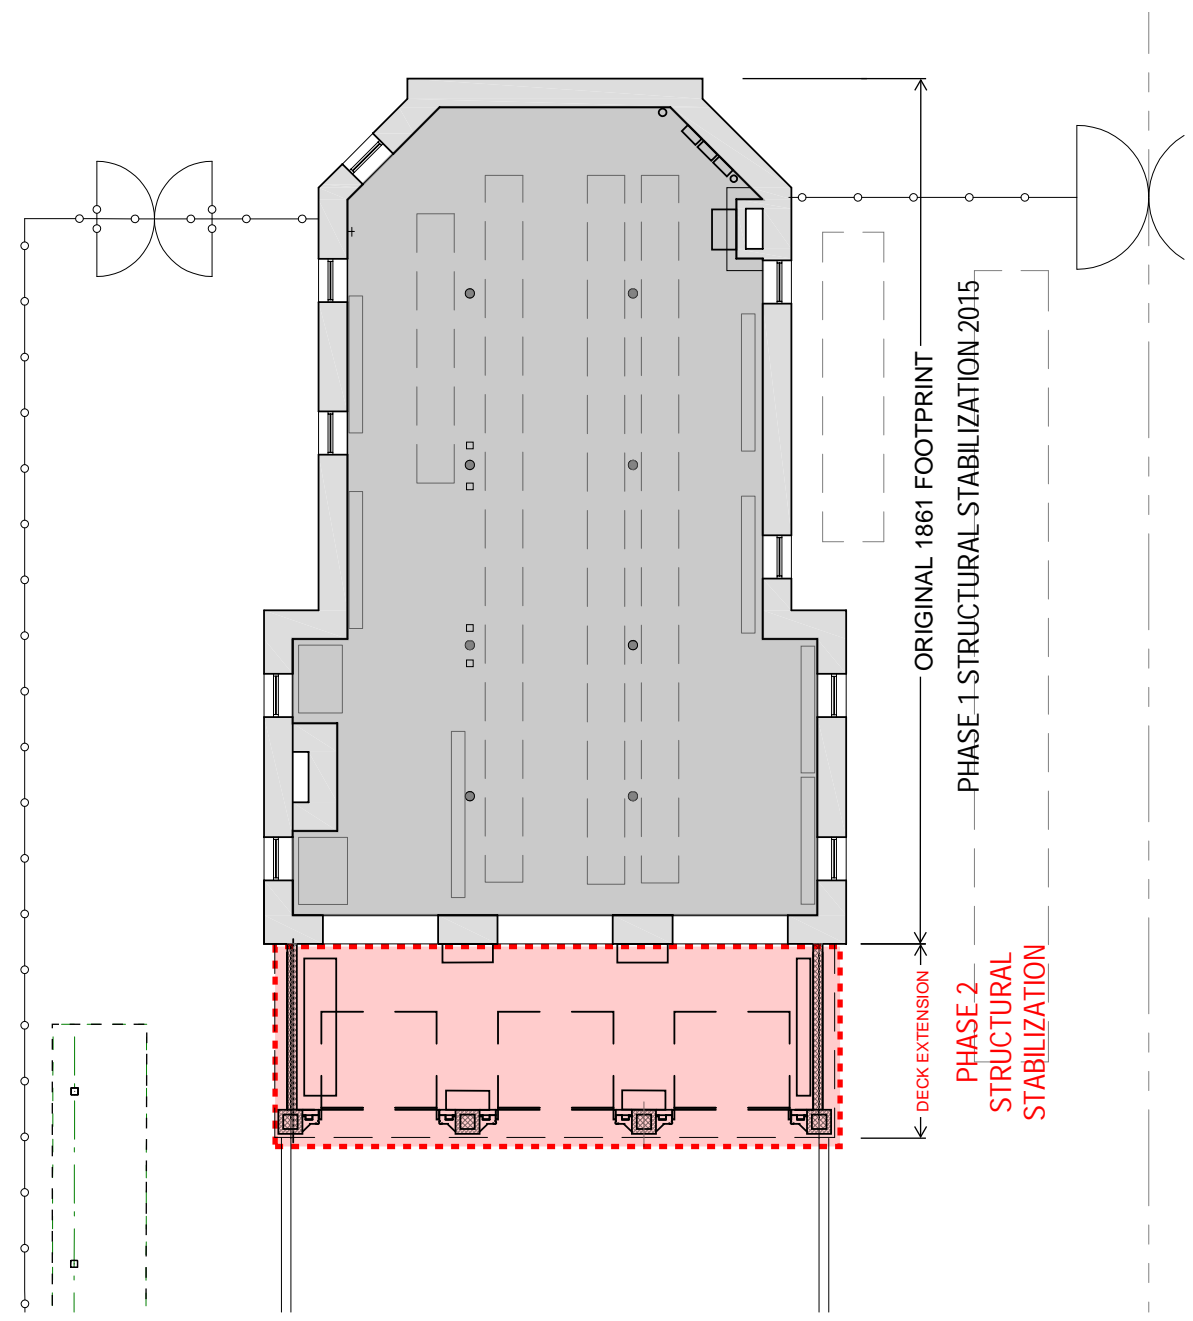 ORIGINAL 1861 FOOTPRINT
PHASE 1 STRUCTURAL STABILIZATION 2015
DECK EXTENSION
PHASE 2
STRUCTURAL
STABILIZATION